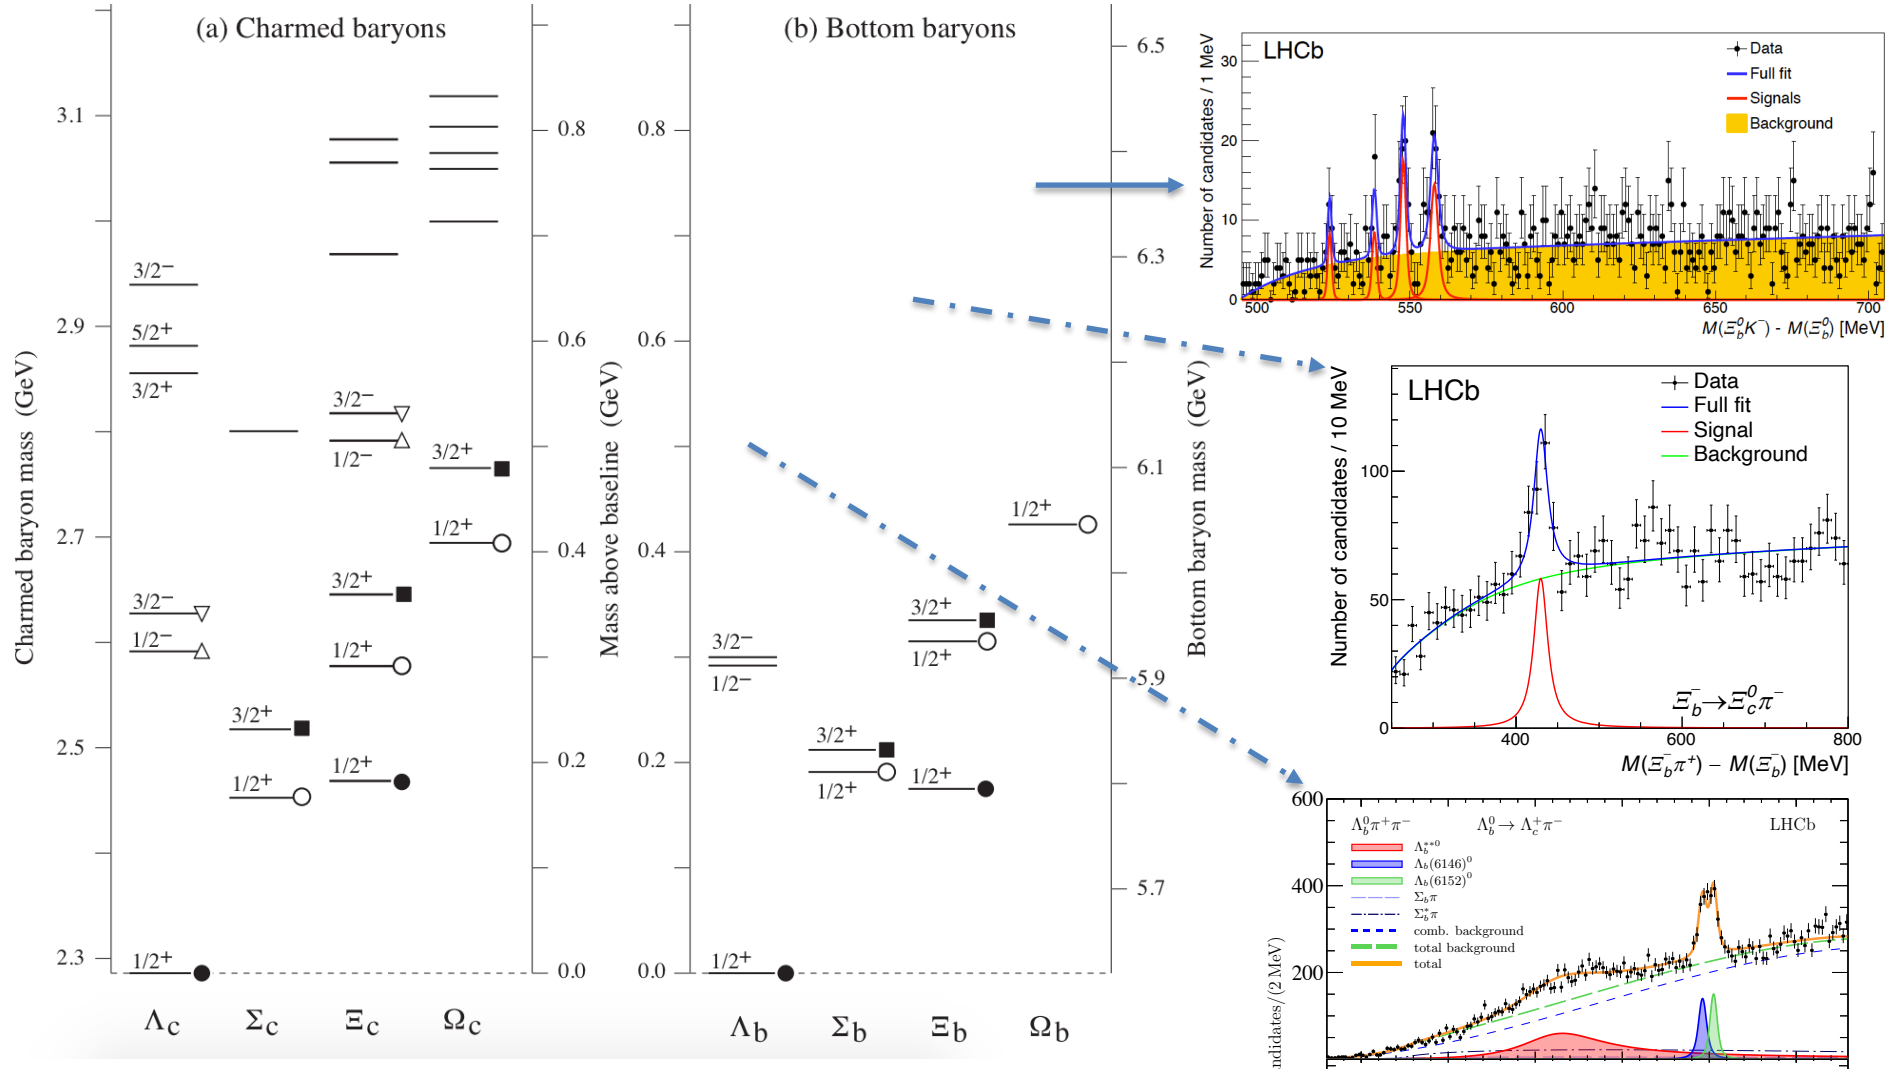 (a) Charmed baryons
Charmed baryon mass (GeV)
3.1
2.9
2.7
2.5
2.3
3/2⁻
5/2⁺
3/2⁺
3/2⁻
1/2⁻
1/2⁺
3/2⁺
1/2⁺
3/2⁻
1/2⁻
3/2⁺
1/2⁺
1/2⁺
3/2⁺
1/2⁺
Λc
Σc
Ξc
Ωc
0.8
0.6
0.4
0.2
0.0
Mass above baseline (GeV)
(b) Bottom baryons
0.8
0.6
0.4
0.2
0.0
3/2⁻
1/2⁻
1/2⁺
3/2⁺
1/2⁺
3/2⁺
1/2⁺
1/2⁺
1/2⁺
Λb
Σb
Ξb
Ωb
6.5
6.3
6.1
5.9
5.7
Bottom baryon mass (GeV)
LHCb
Data
Full fit
Signals
Background
Number of candidates / 1 MeV
30
20
10
0
500
550
600
650
700
M(Ξb⁰K⁻) - M(Ξb⁰) [MeV]
LHCb
Data
Full fit
Signal
Background
Number of candidates / 10 MeV
100
50
0
Ξb⁻→Ξc⁰π⁻
400
600
800
M(Ξb⁻π⁺) − M(Ξb⁻) [MeV]
600
400
200
Λb⁰π⁺π⁻
Λb⁰ → Λc⁺π⁻
LHCb
Λb**⁰
Λb(6146)⁰
Λb(6152)⁰
Σbπ
Σb*π
comb. background
total background
total
andidates/(2 MeV)